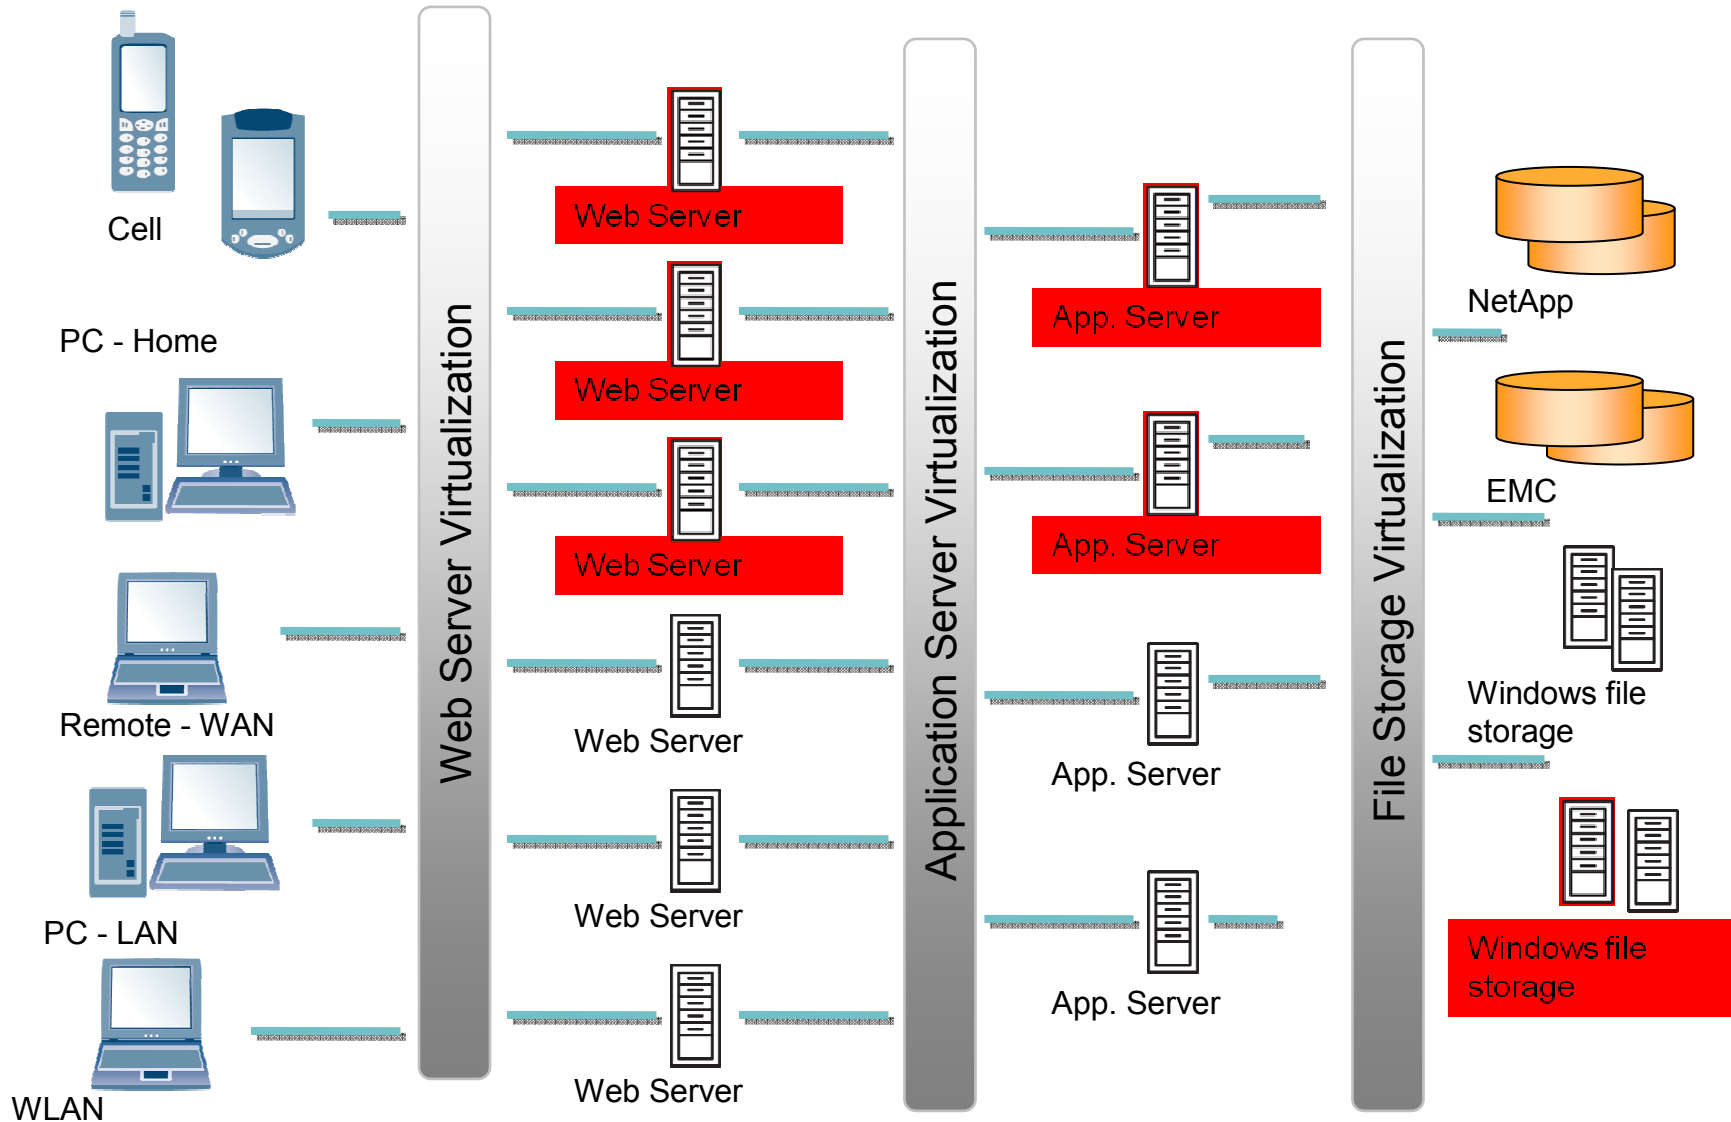 Cell
PC - Home
Remote - WAN
PC - LAN
WLAN
Web Server Virtualization
Web Server
Web Server
Web Server
Web Server
Web Server
Web Server
Application Server Virtualization
App. Server
App. Server
App. Server
App. Server
File Storage Virtualization
NetApp
EMC
Windows file
storage
Windows file
storage